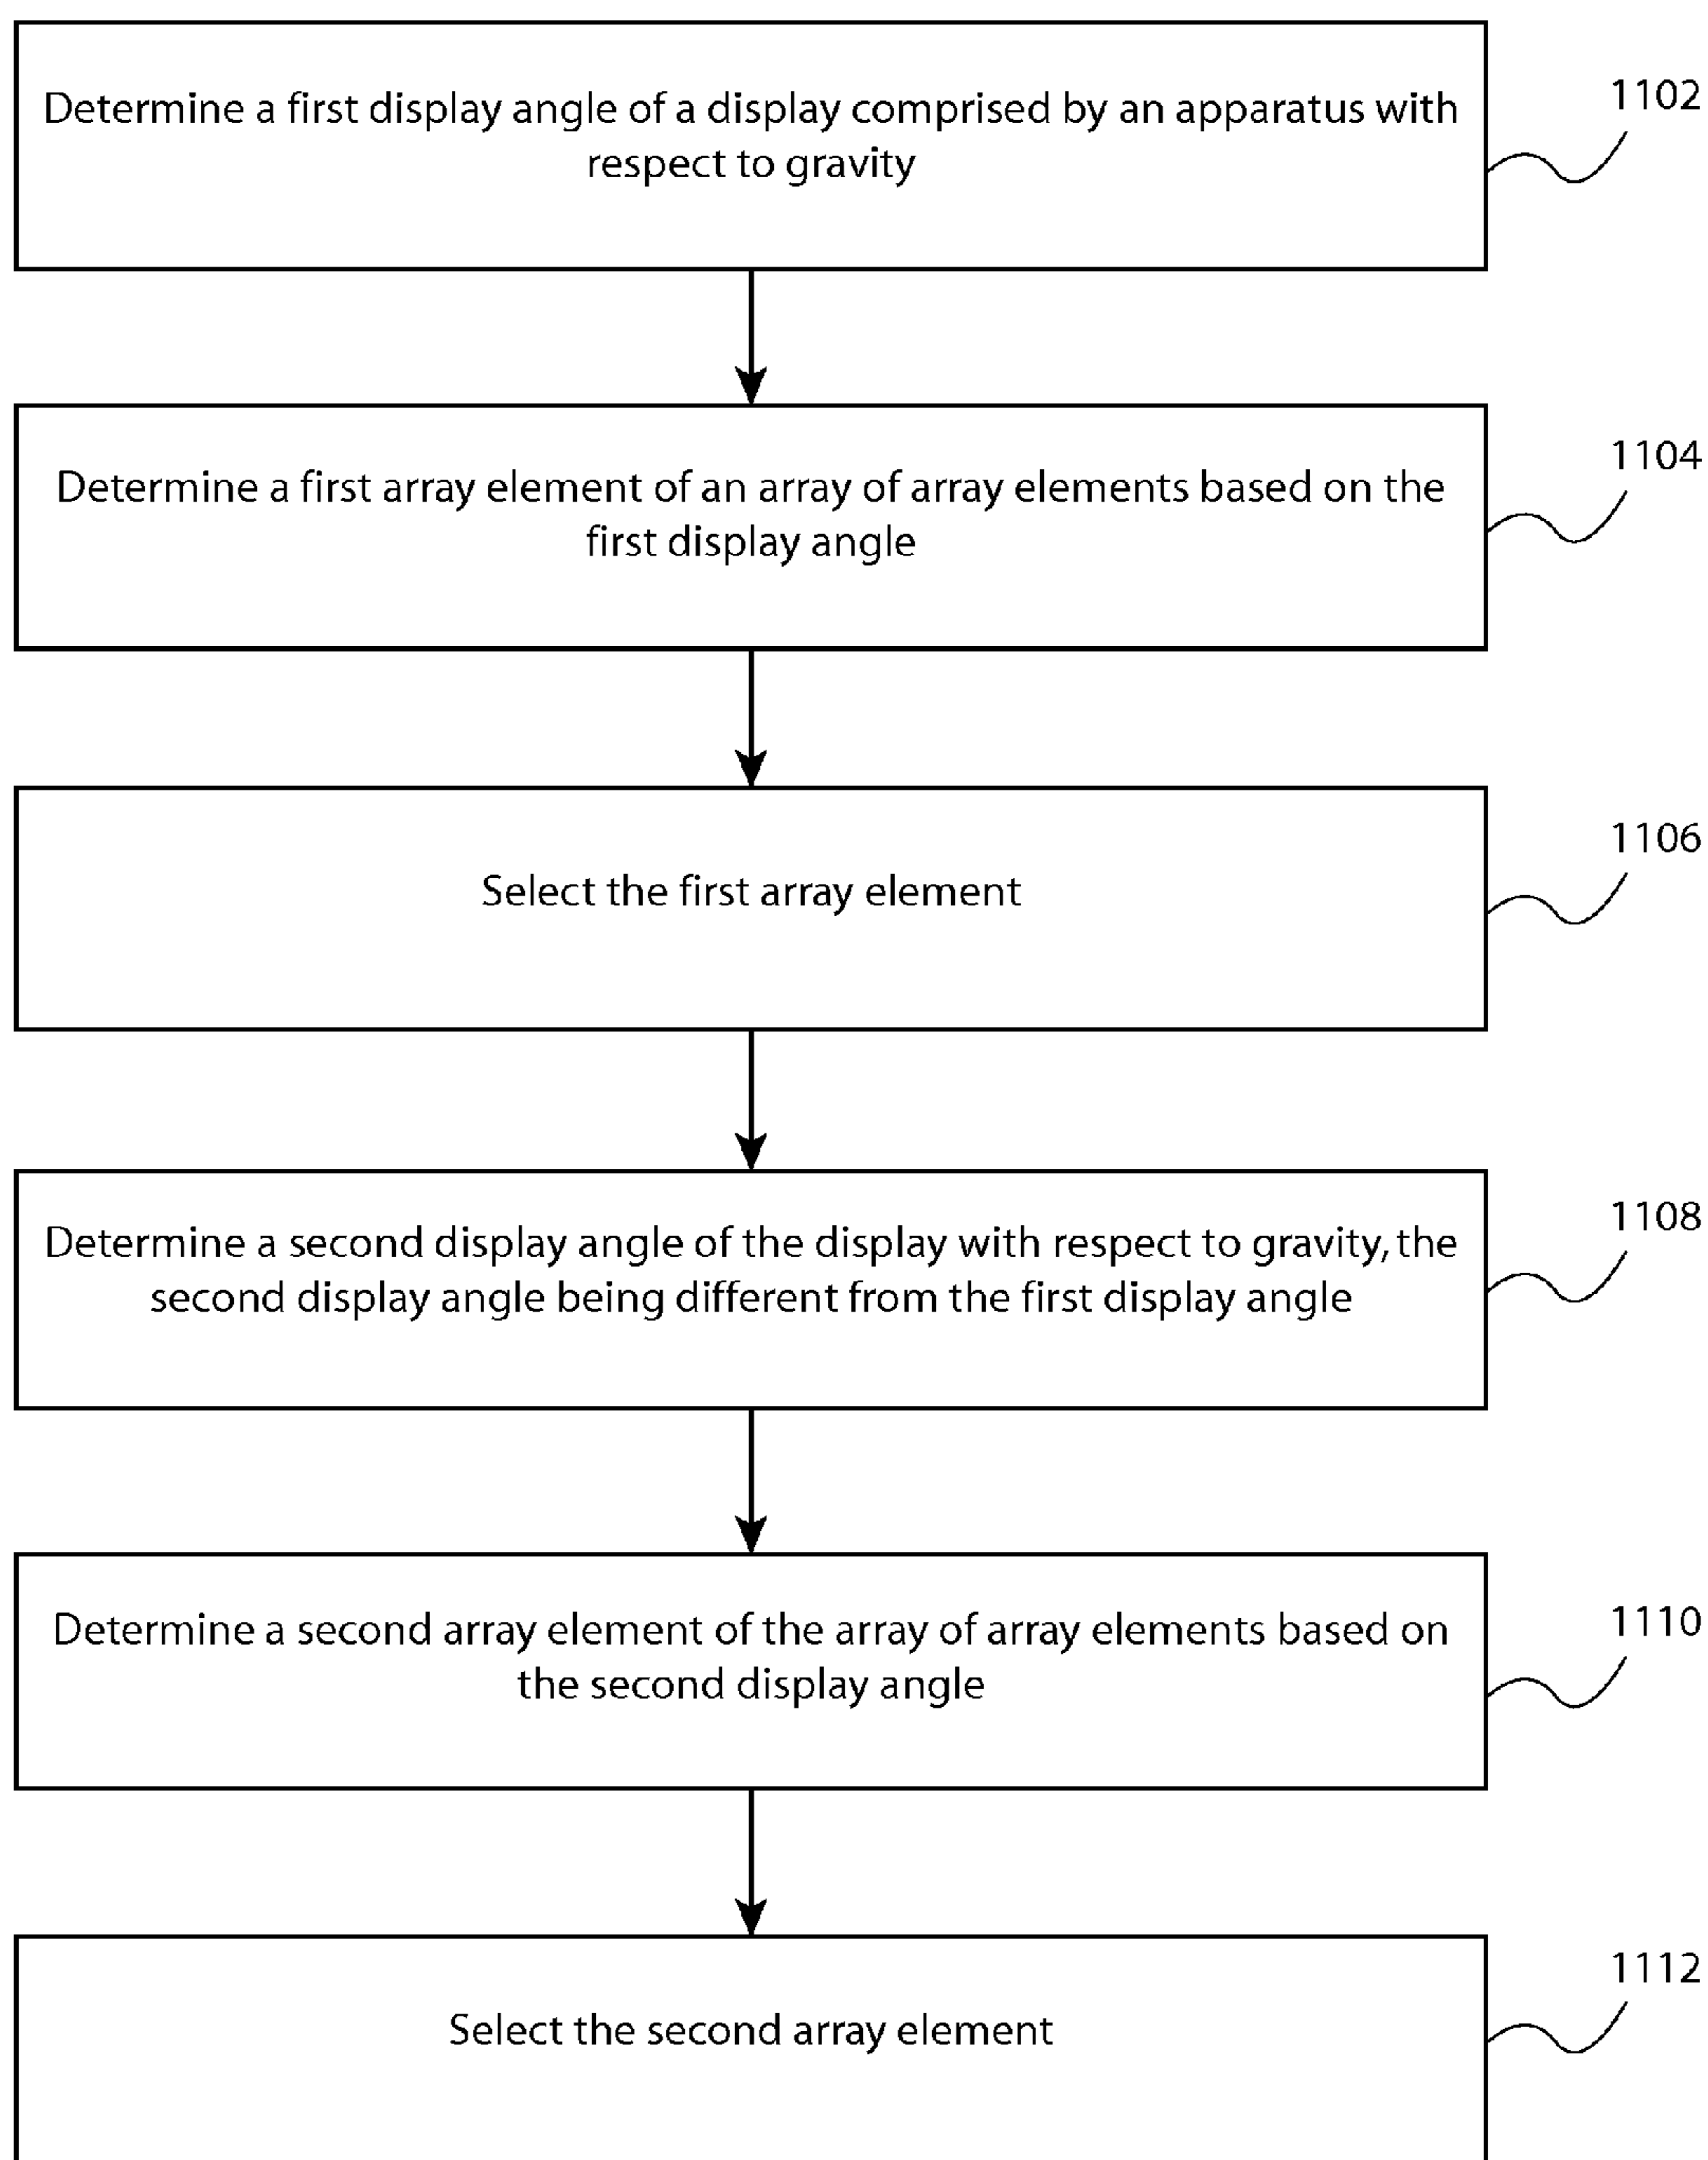 Determine a first display angle of a display comprised by an apparatus with
respect to gravity
1102
Determine a first array element of an array of array elements based on the
first display angle
1104
Select the first array element
1106
Determine a second display angle of the display with respect to gravity, the
second display angle being different from the first display angle
1108
Determine a second array element of the array of array elements based on
the second display angle
1110
Select the second array element
1112